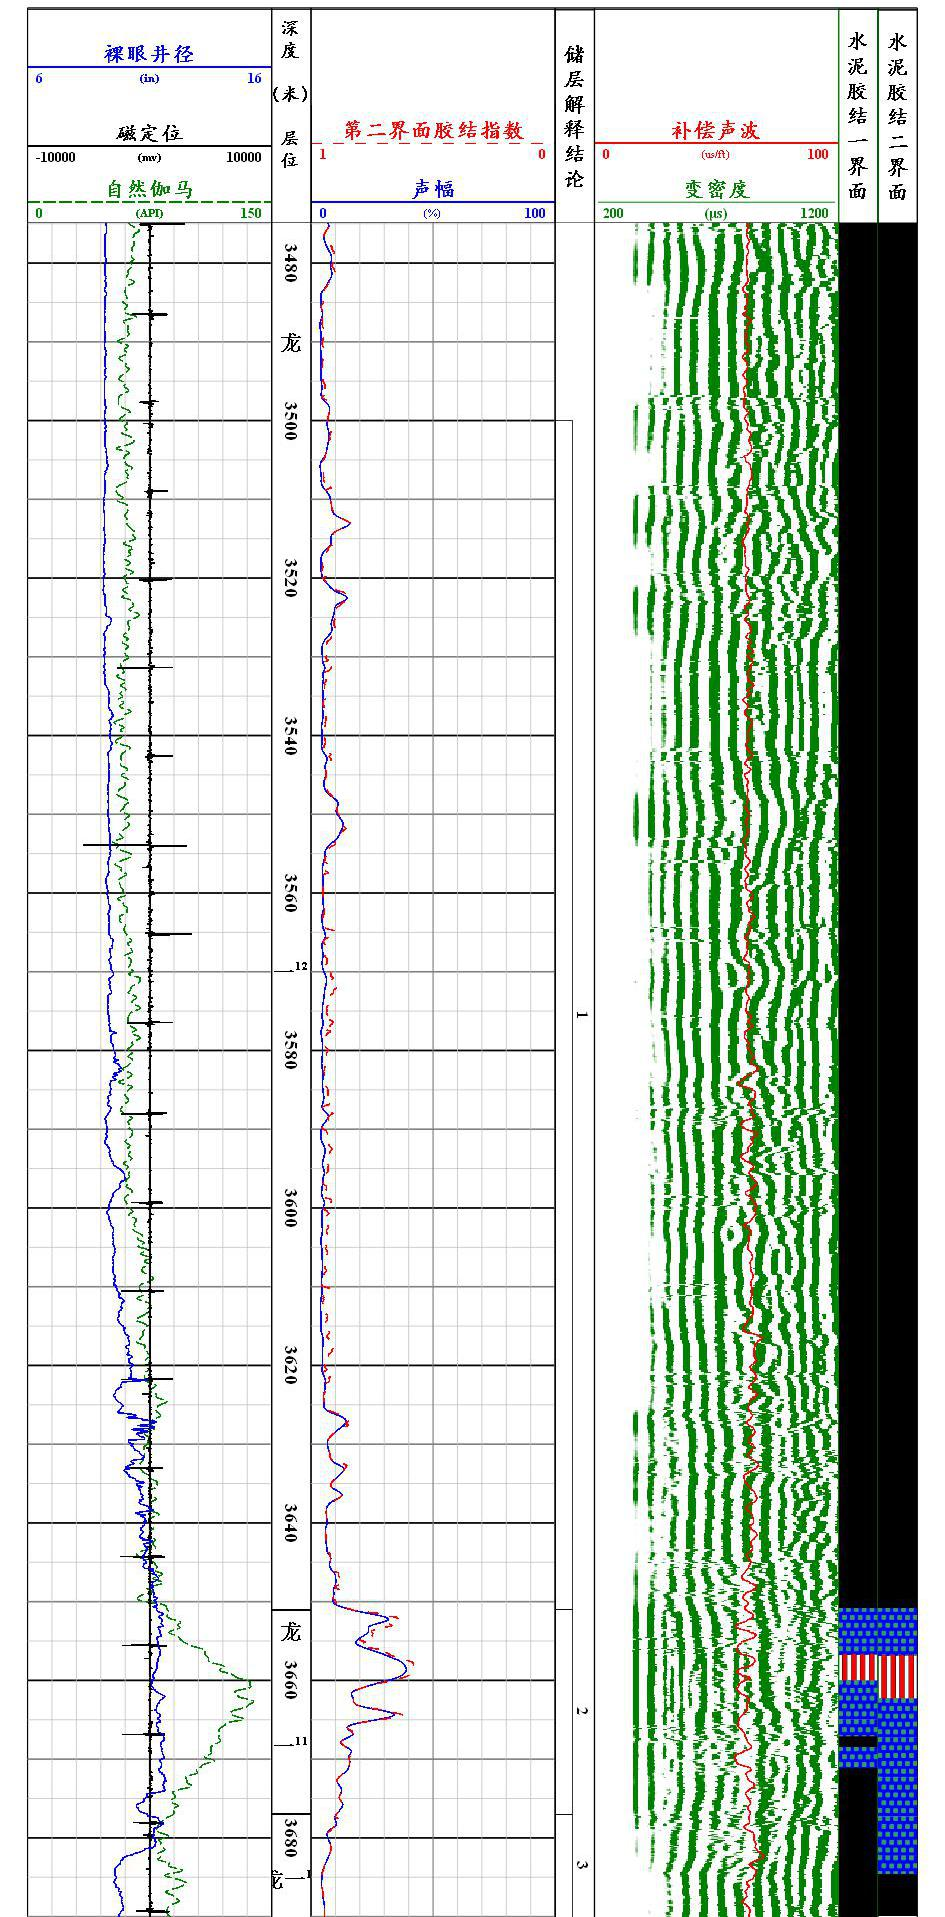 裸眼井径
6 (in) 16
磁定位
-10000 (mv) 10000
自然伽马
0 (API) 150
深度
(米)
层位
第二界面胶结指数
1 0
声幅
0 (%) 100
储层解释结论
补偿声波
0 (us/ft) 100
变密度
200 (μs) 1200
水泥胶结一界面
水泥胶结二界面
3480
龙
3500
3520
3540
3560
12
1
3580
3600
3620
3640
龙
3660
2
11
3680
3
龙
1